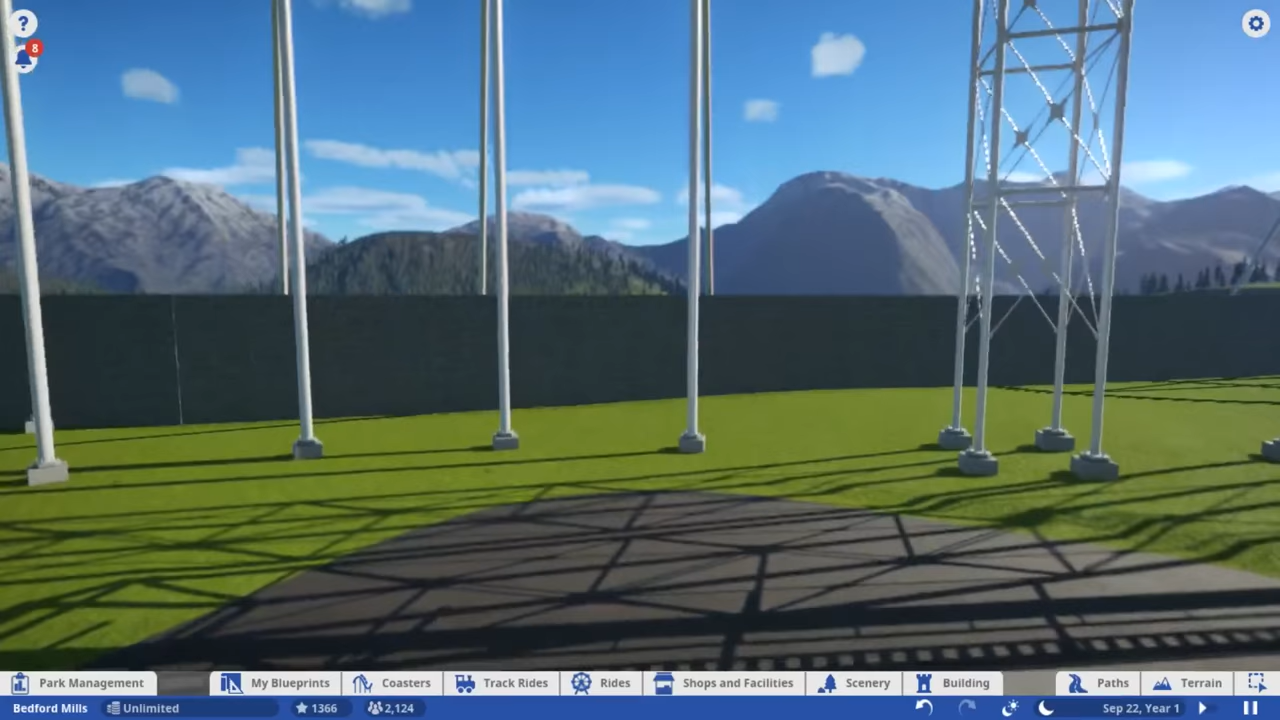 ?
8
Park Management
My Blueprints
Coasters
Track Rides
Rides
Shops and Facilities
Scenery
Building
Paths
Terrain
Bedford Mills
Unlimited
1366
2,124
Sep 22, Year 1